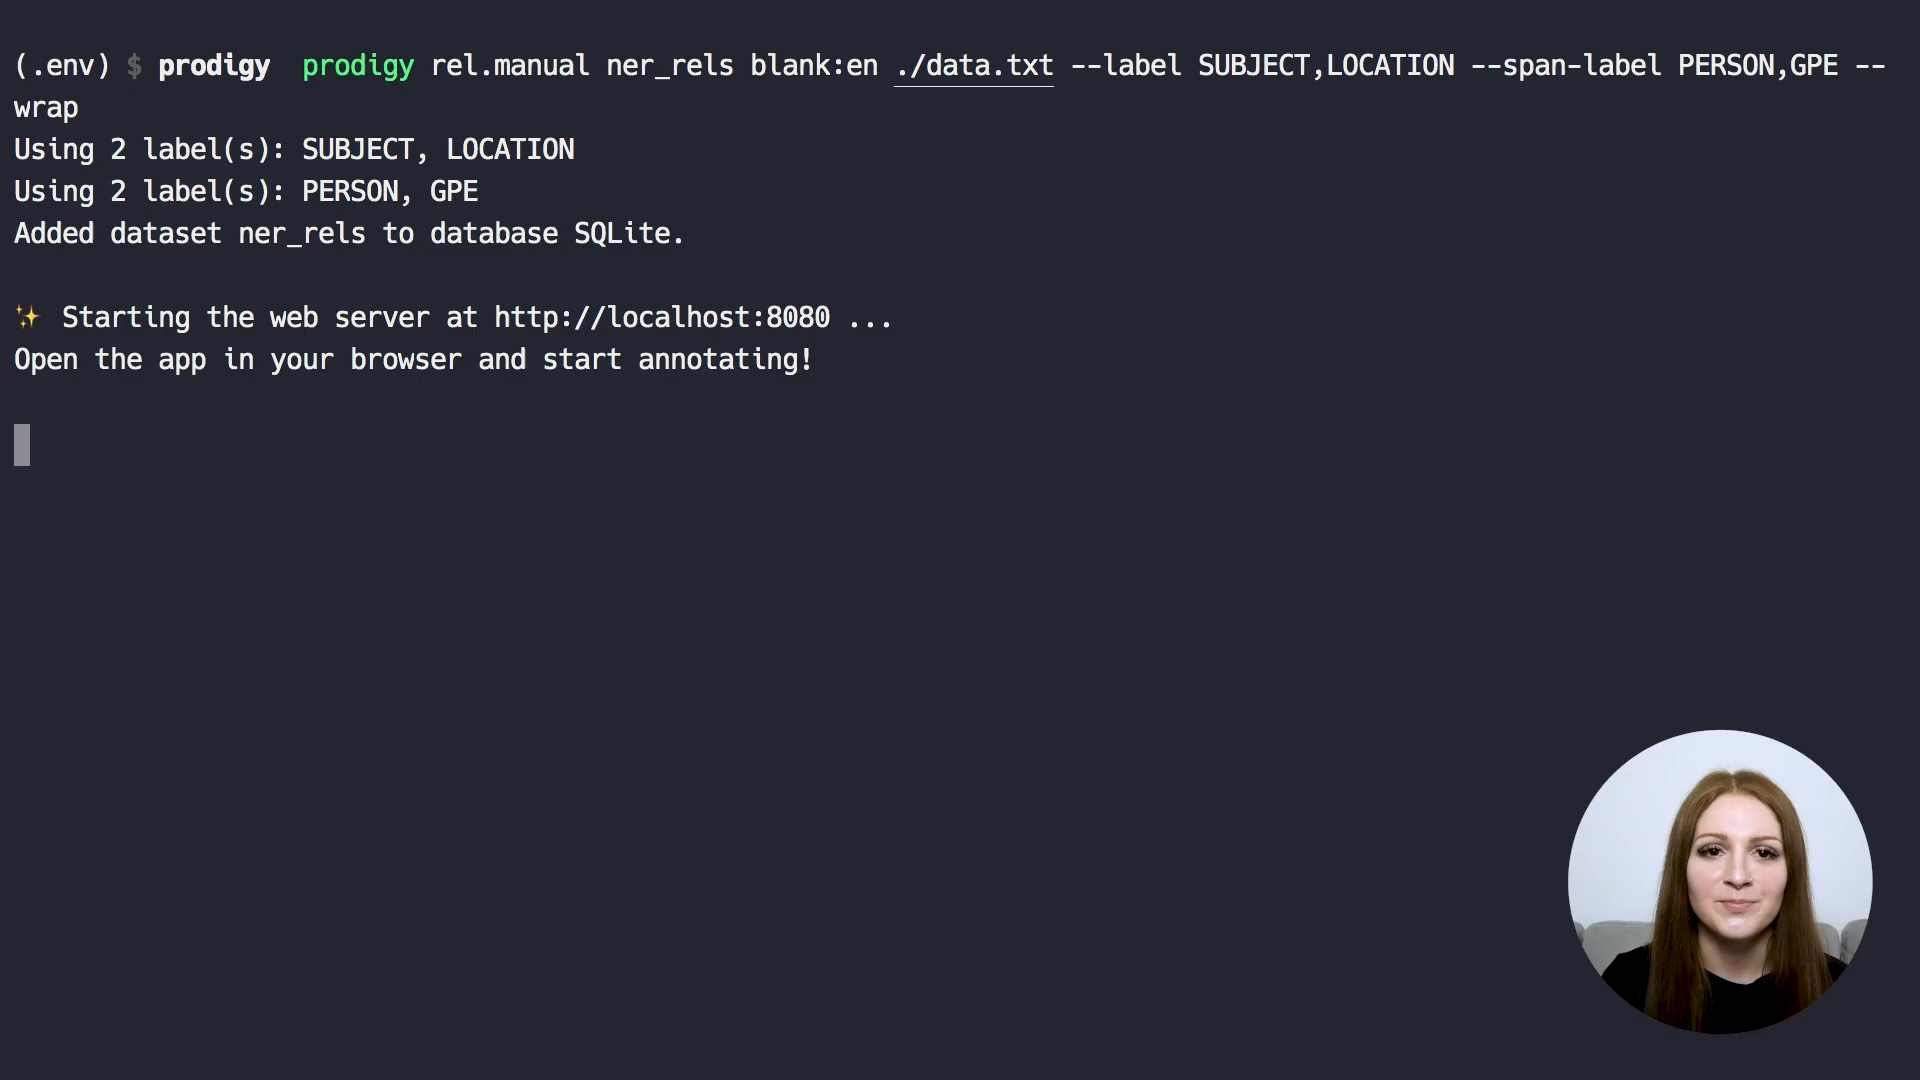 (.env) $ prodigy  prodigy rel.manual ner_rels blank:en ./data.txt --label SUBJECT,LOCATION --span-label PERSON,GPE --
wrap
Using 2 label(s): SUBJECT, LOCATION
Using 2 label(s): PERSON, GPE
Added dataset ner_rels to database SQLite.
✨ Starting the web server at http://localhost:8080 ...
Open the app in your browser and start annotating!